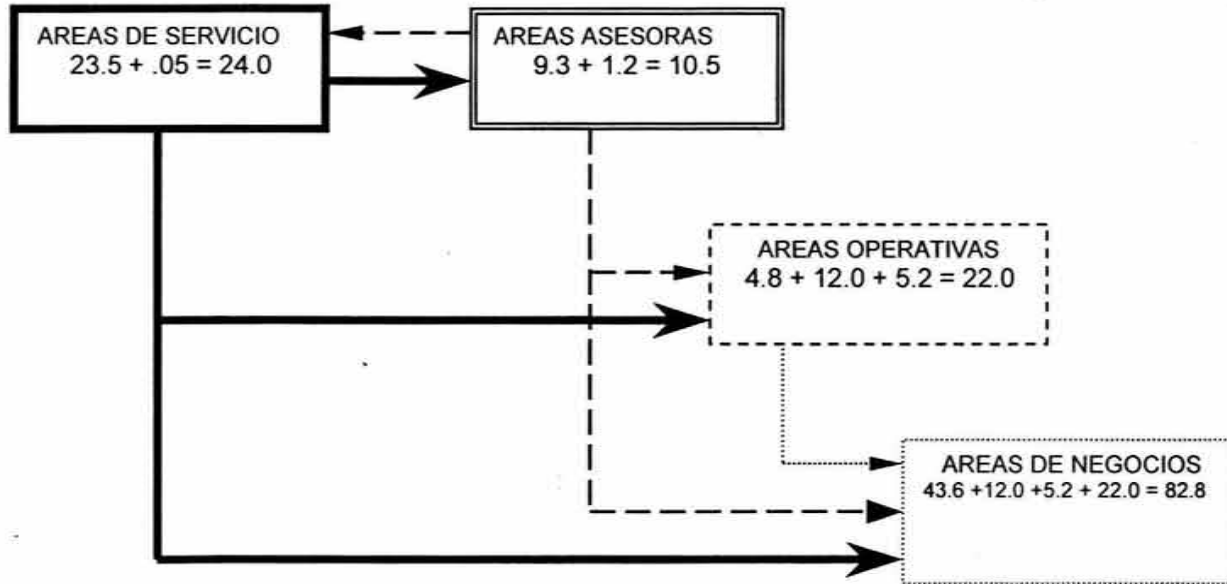 AREAS DE SERVICIO
23.5 + .05 = 24.0
AREAS ASESORAS
9.3 + 1.2 = 10.5
AREAS OPERATIVAS
4.8 + 12.0 + 5.2 = 22.0
AREAS DE NEGOCIOS
43.6 +12.0 +5.2 + 22.0 = 82.8